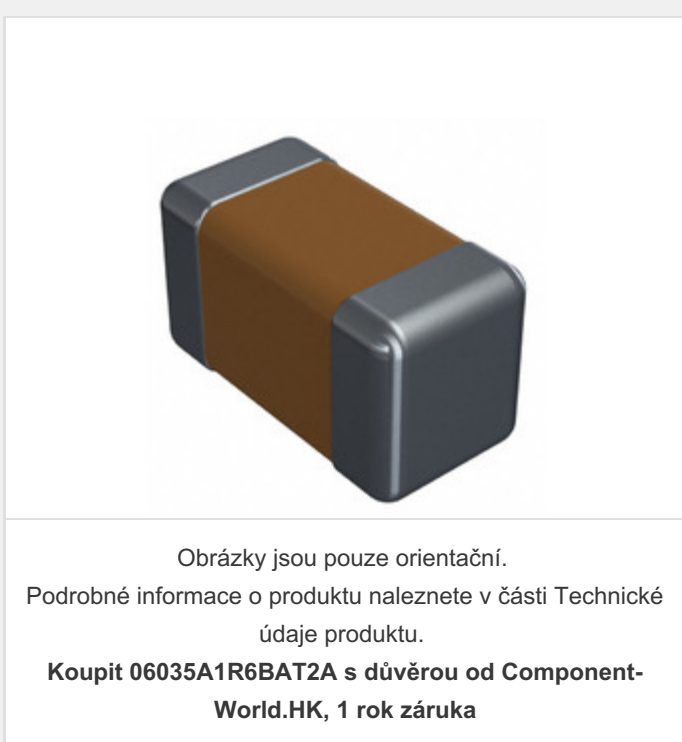 Obrázky jsou pouze orientační.
Podrobné informace o produktu naleznete v části Technické
údaje produktu.
Koupit 06035A1R6BAT2A s důvěrou od Component-
World.HK, 1 rok záruka